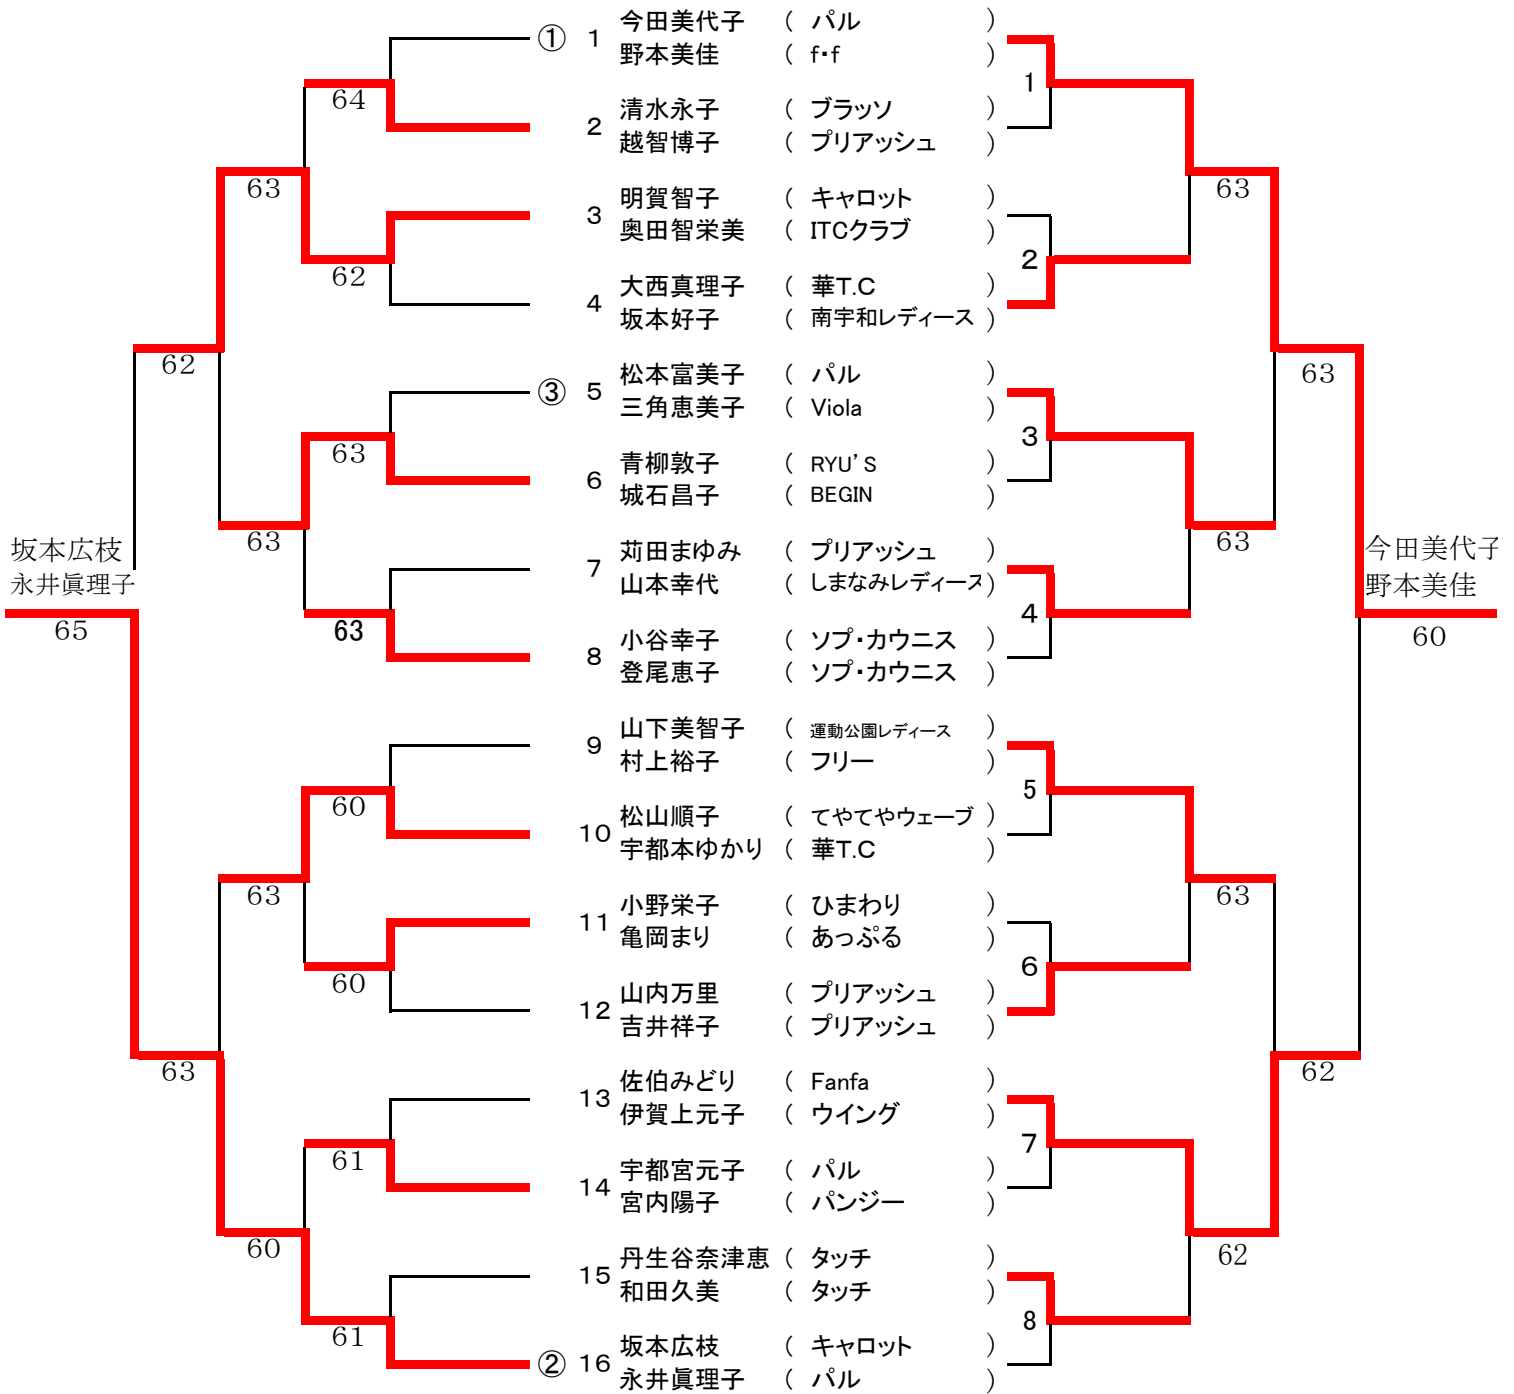 ① 1 今田美代子 ( パル )
野本美佳 ( f・f )
1
64
2 清水永子 ( ブラッソ )
越智博子 ( プリアッシュ )
63
63
3 明賀智子 ( キャロット )
奥田智栄美 ( ITCクラブ )
62
2
4 大西真理子 ( 華T.C )
坂本好子 ( 南宇和レディース )
62
63
③ 5 松本富美子 ( パル )
三角恵美子 ( Viola )
63
3
6 青柳敦子 ( RYU'S )
城石昌子 ( BEGIN )
63
63
坂本広枝
永井眞理子
7 苅田まゆみ ( プリアッシュ )
山本幸代 ( しまなみレディース )
今田美代子
野本美佳
65
63
4
60
8 小谷幸子 ( ソプ・カウニス )
登尾恵子 ( ソプ・カウニス )
9 山下美智子 ( 運動公園レディース )
村上裕子 ( フリー )
60
5
10 松山順子 ( てやてやウェーブ )
宇都本ゆかり ( 華T.C )
63
63
11 小野栄子 ( ひまわり )
亀岡まり ( あっぷる )
60
6
12 山内万里 ( プリアッシュ )
吉井祥子 ( プリアッシュ )
63
62
13 佐伯みどり ( Fanfa )
伊賀上元子 ( ウイング )
61
7
14 宇都宮元子 ( パル )
宮内陽子 ( パンジー )
60
62
15 丹生谷奈津恵 ( タッチ )
和田久美 ( タッチ )
61
8
② 16 坂本広枝 ( キャロット )
永井眞理子 ( パル )